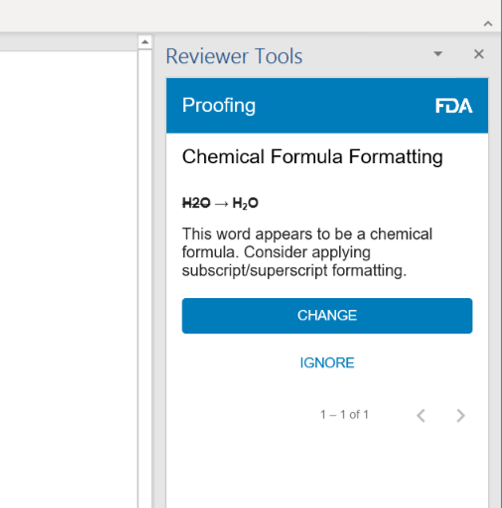 Reviewer Tools
Proofing
FDA
Chemical Formula Formatting
H2O → H₂O
This word appears to be a chemical
formula. Consider applying
subscript/superscript formatting.
CHANGE
IGNORE
1 – 1 of 1